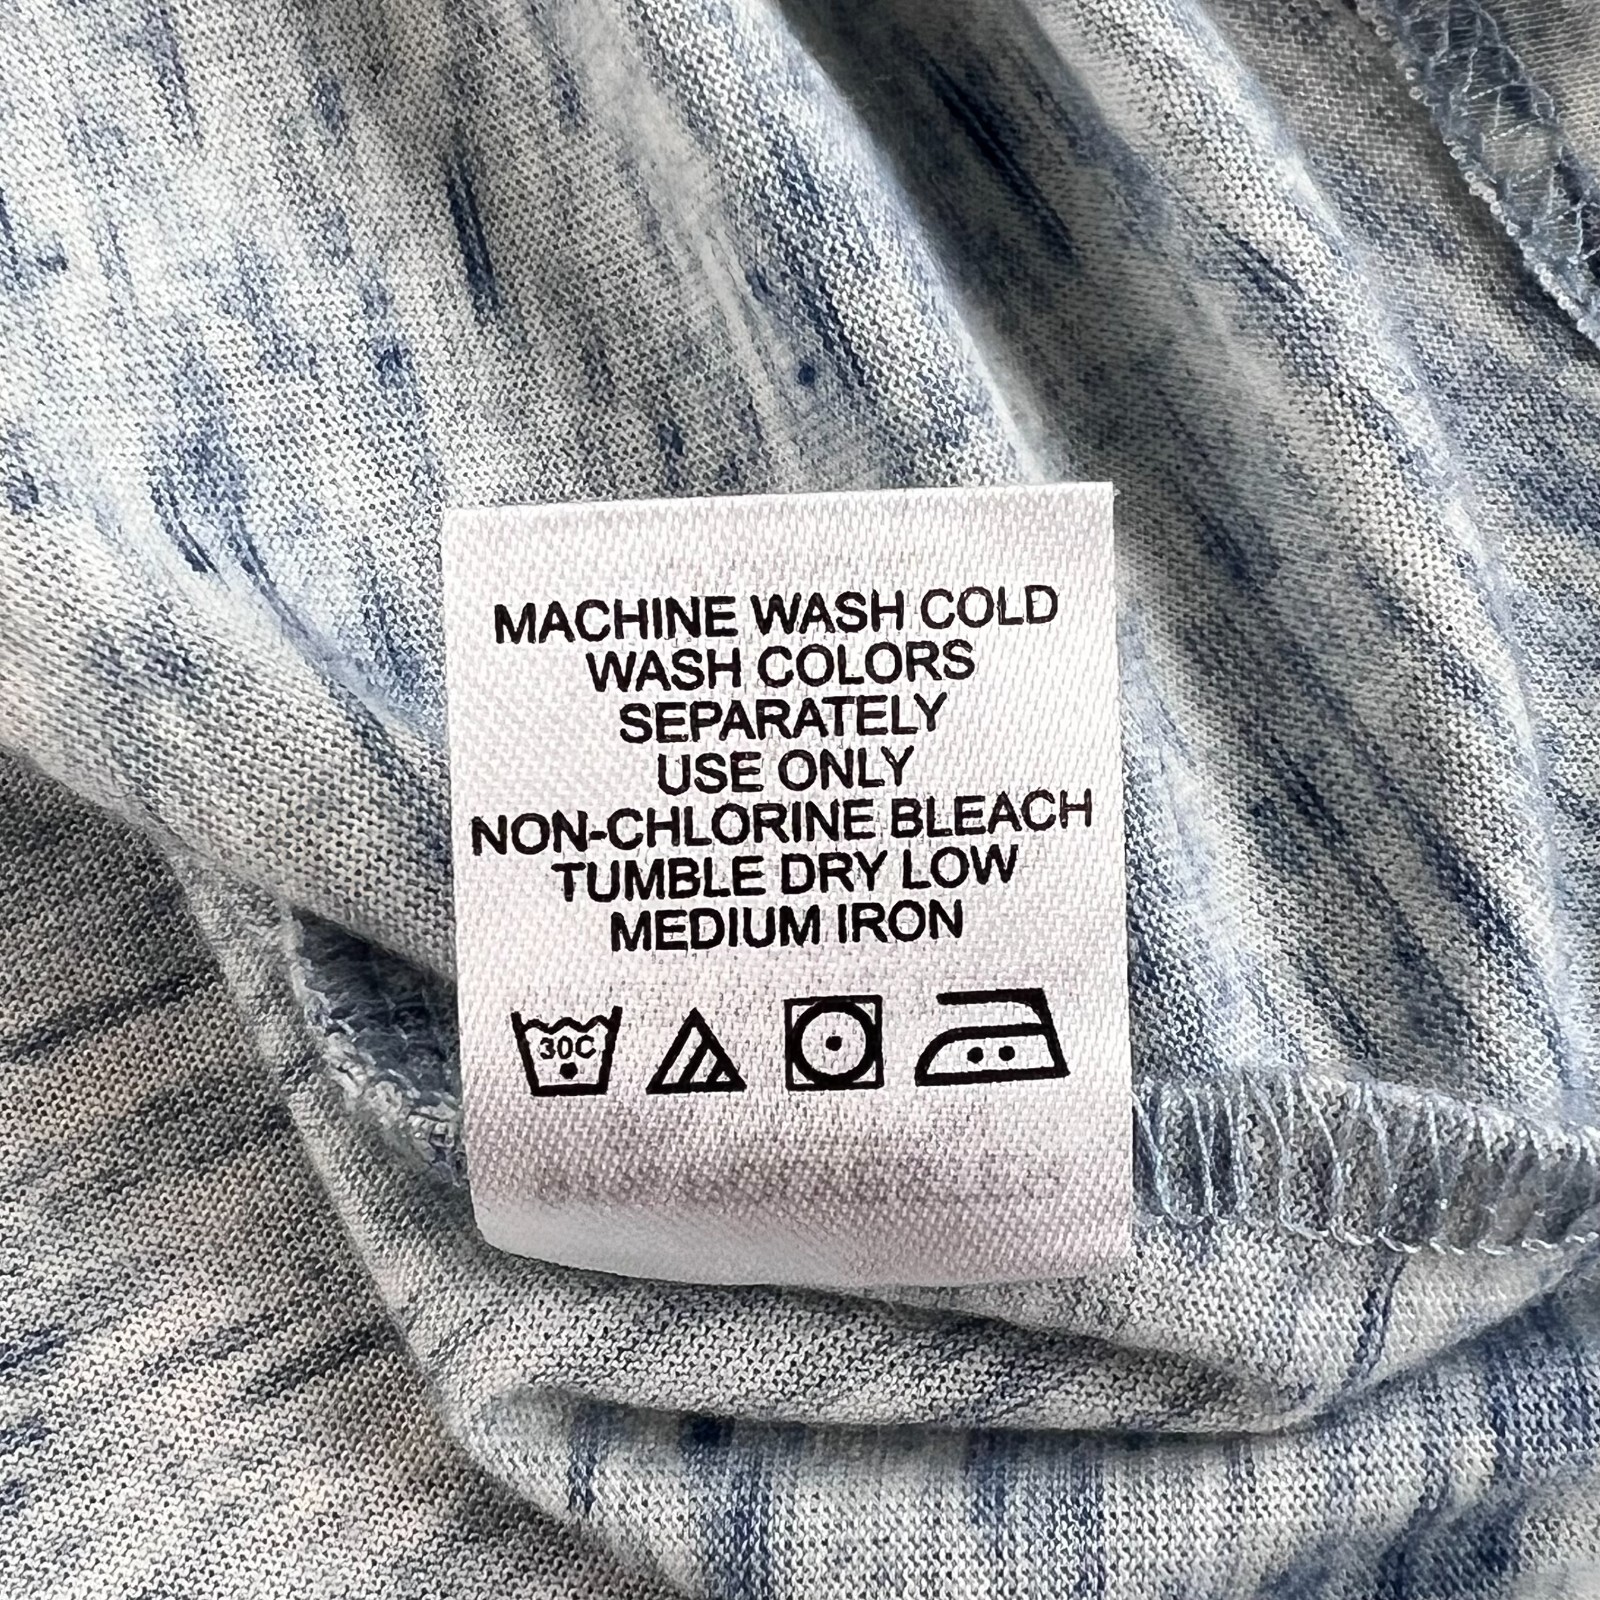 MACHINE WASH COLD
WASH COLORS
SEPARATELY
USE ONLY
NON-CHLORINE BLEACH
TUMBLE DRY LOW
MEDIUM IRON
30C